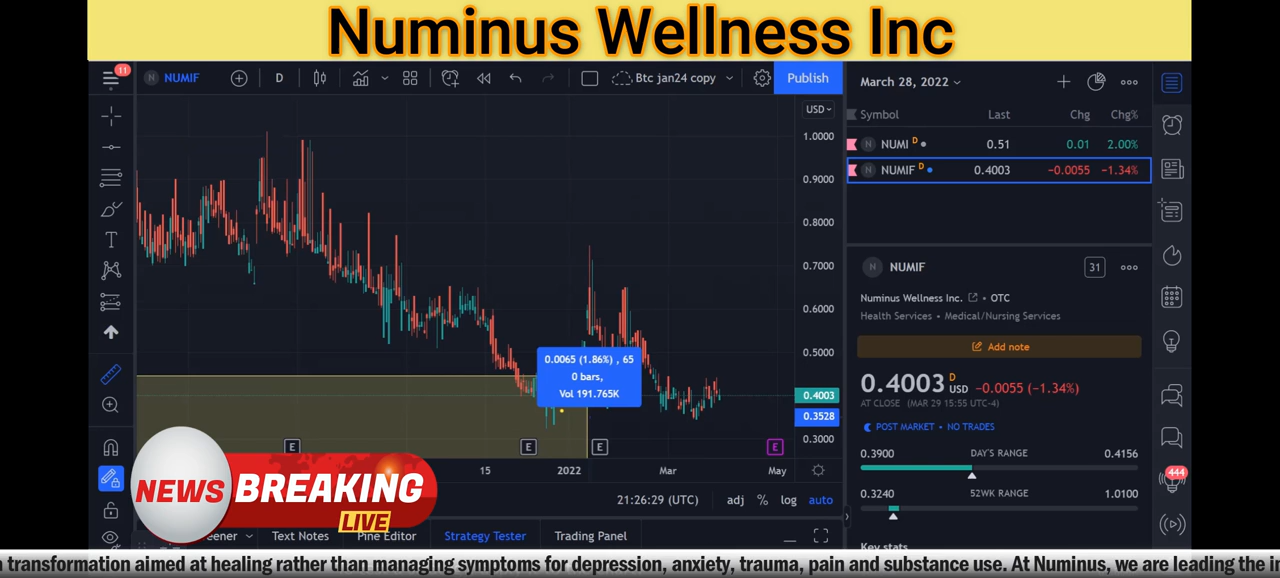 Numinus Wellness Inc
11
N NUMIF
D
Btc jan24 copy
Publish
March 28, 2022
USD
Symbol Last Chg Chg%
N NUMI D 0.51 0.01 2.00%
N NUMIF D 0.4003 −0.0055 −1.34%
1.0000
0.9000
0.8000
0.7000
0.6000
0.5000
0.4003
0.3528
0.3000
T
0.0065 (1.86%) , 65
0 bars,
Vol 191.765K
E E E E
15 2022 Mar May
N NUMIF 31
Numinus Wellness Inc. • OTC
Health Services • Medical/Nursing Services
Add note
0.4003 D USD −0.0055 (−1.34%)
AT CLOSE (MAR 29 15:55 UTC-4)
POST MARKET • NO TRADES
0.3900 DAY'S RANGE 0.4156
0.3240 52WK RANGE 1.0100
Key stats
444
21:26:29 (UTC) adj % log auto
NEWS BREAKING
LIVE
eener Text Notes Pine Editor Strategy Tester Trading Panel
transformation aimed at healing rather than managing symptoms for depression, anxiety, trauma, pain and substance use. At Numinus, we are leading the i